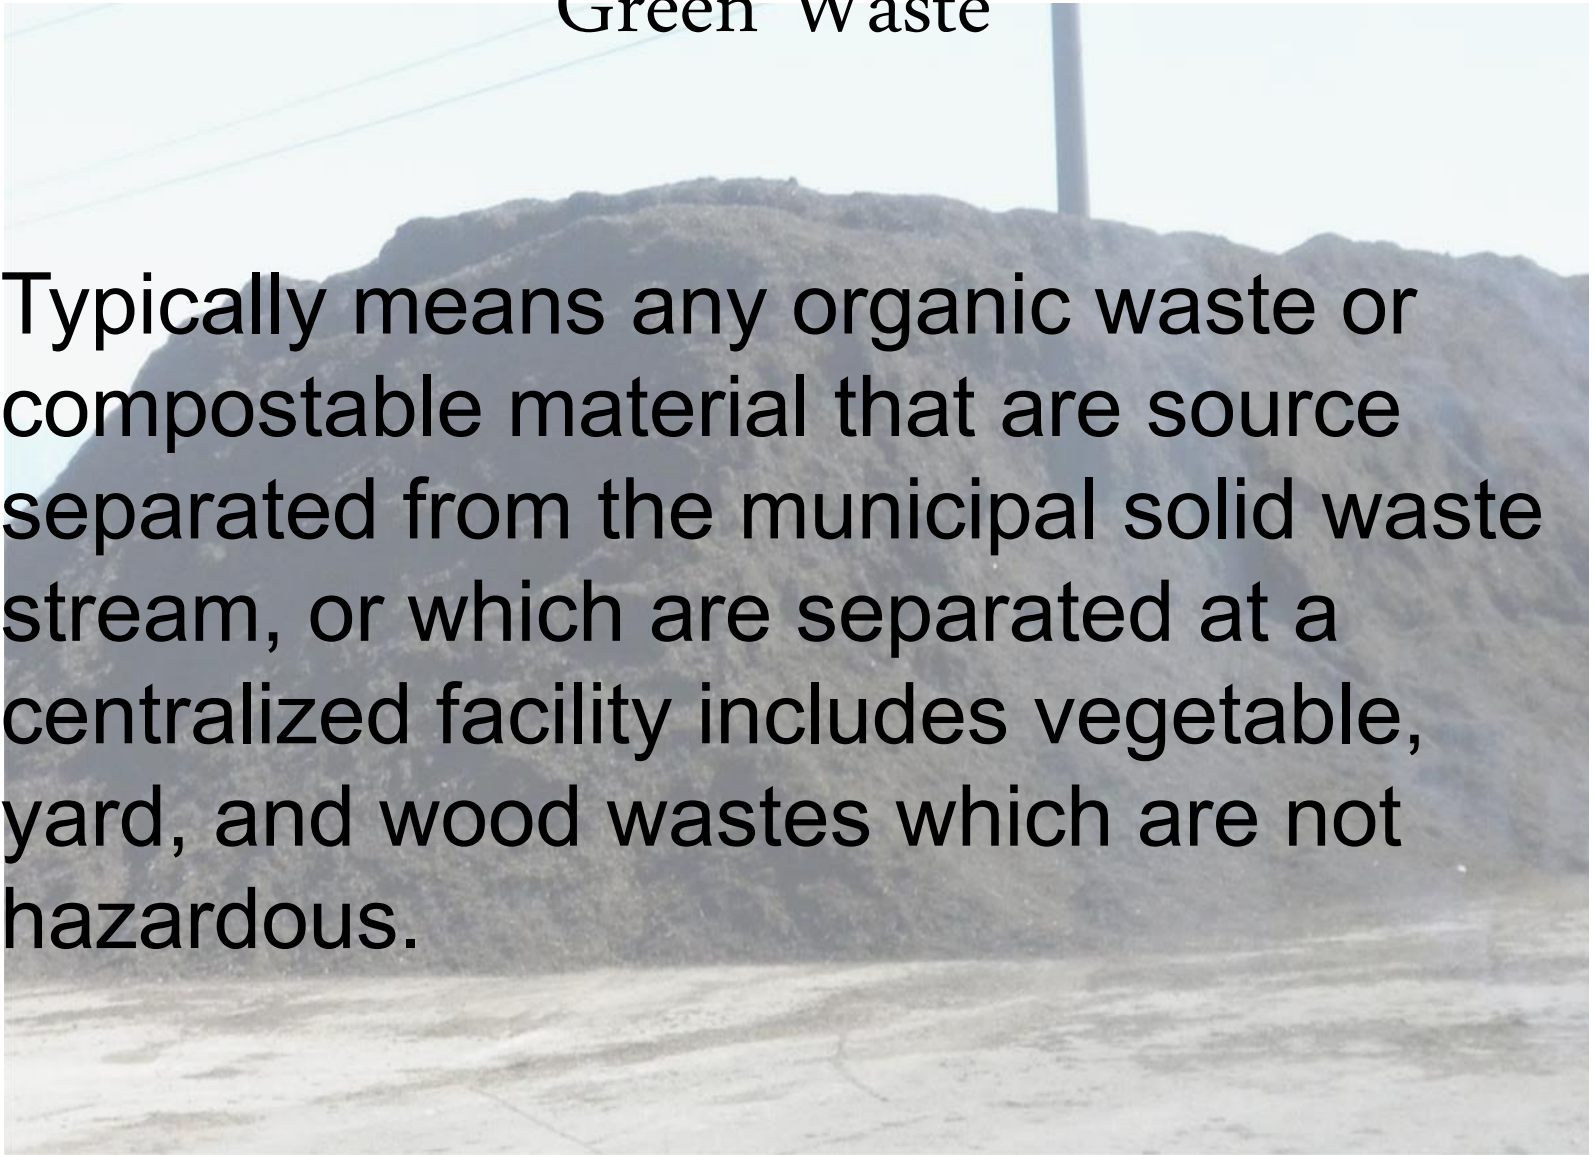 Green Waste
Typically means any organic waste or
compostable material that are source
separated from the municipal solid waste
stream, or which are separated at a
centralized facility includes vegetable,
yard, and wood wastes which are not
hazardous.